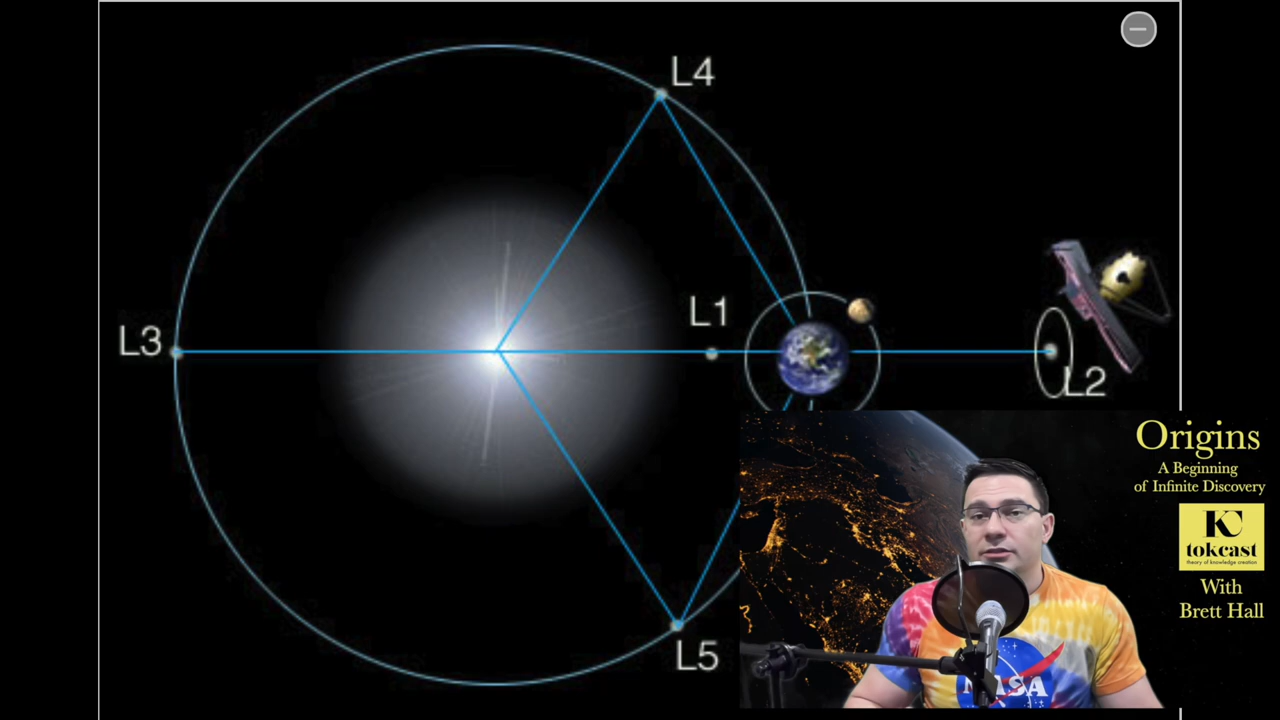 L4
L1
L3
L2
L5
Origins
A Beginning
of Infinite Discovery
KC
tokcast
theory of knowledge creation
With
Brett Hall
NASA